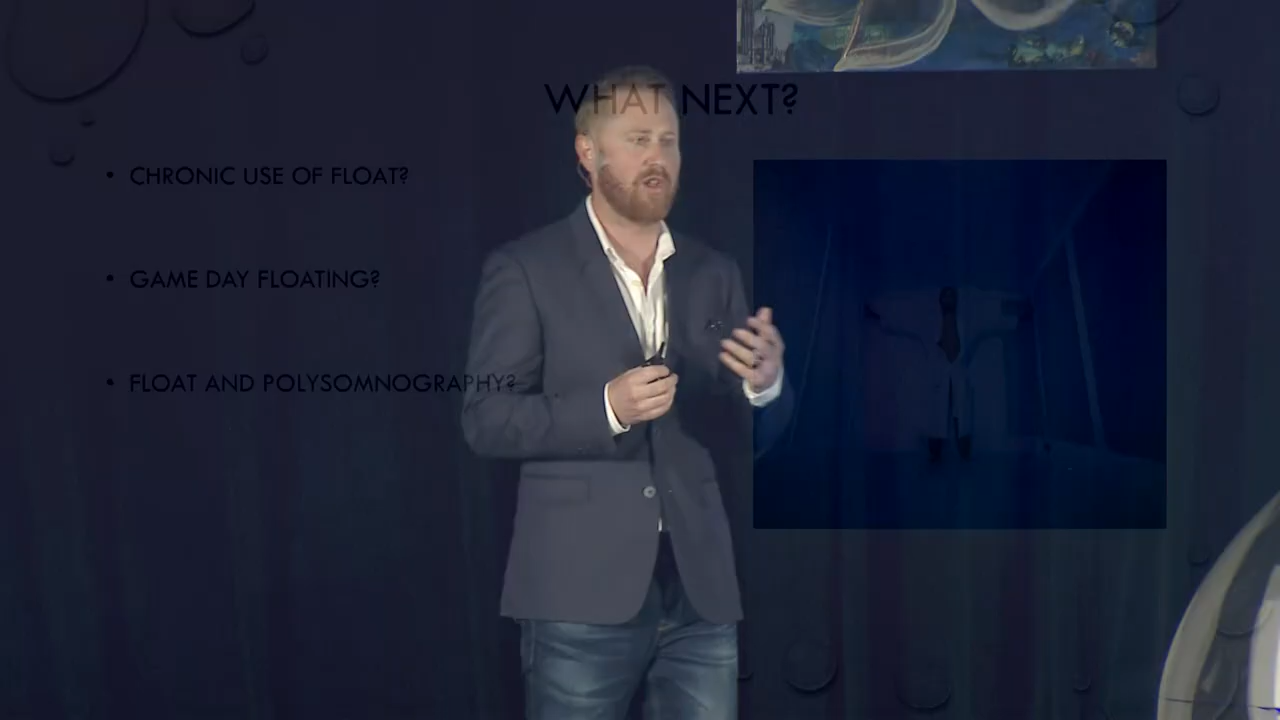 WHAT NEXT?
• CHRONIC USE OF FLOAT?
• GAME DAY FLOATING?
• FLOAT AND POLYSOMNOGRAPHY?